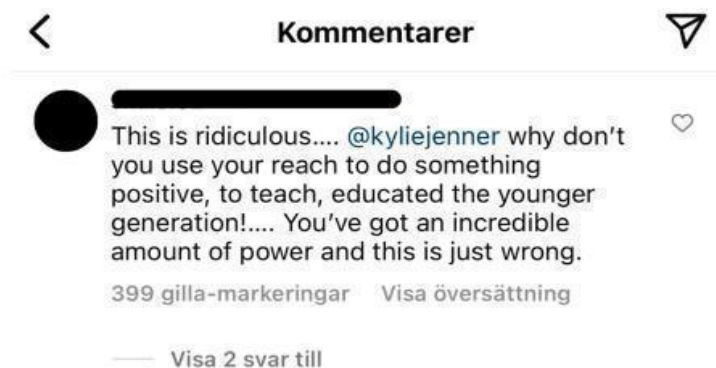 Kommentarer
This is ridiculous.... @kyliejenner why don't
you use your reach to do something
positive, to teach, educated the younger
generation!.... You've got an incredible
amount of power and this is just wrong.
399 gilla-markeringar Visa översättning
Visa 2 svar till